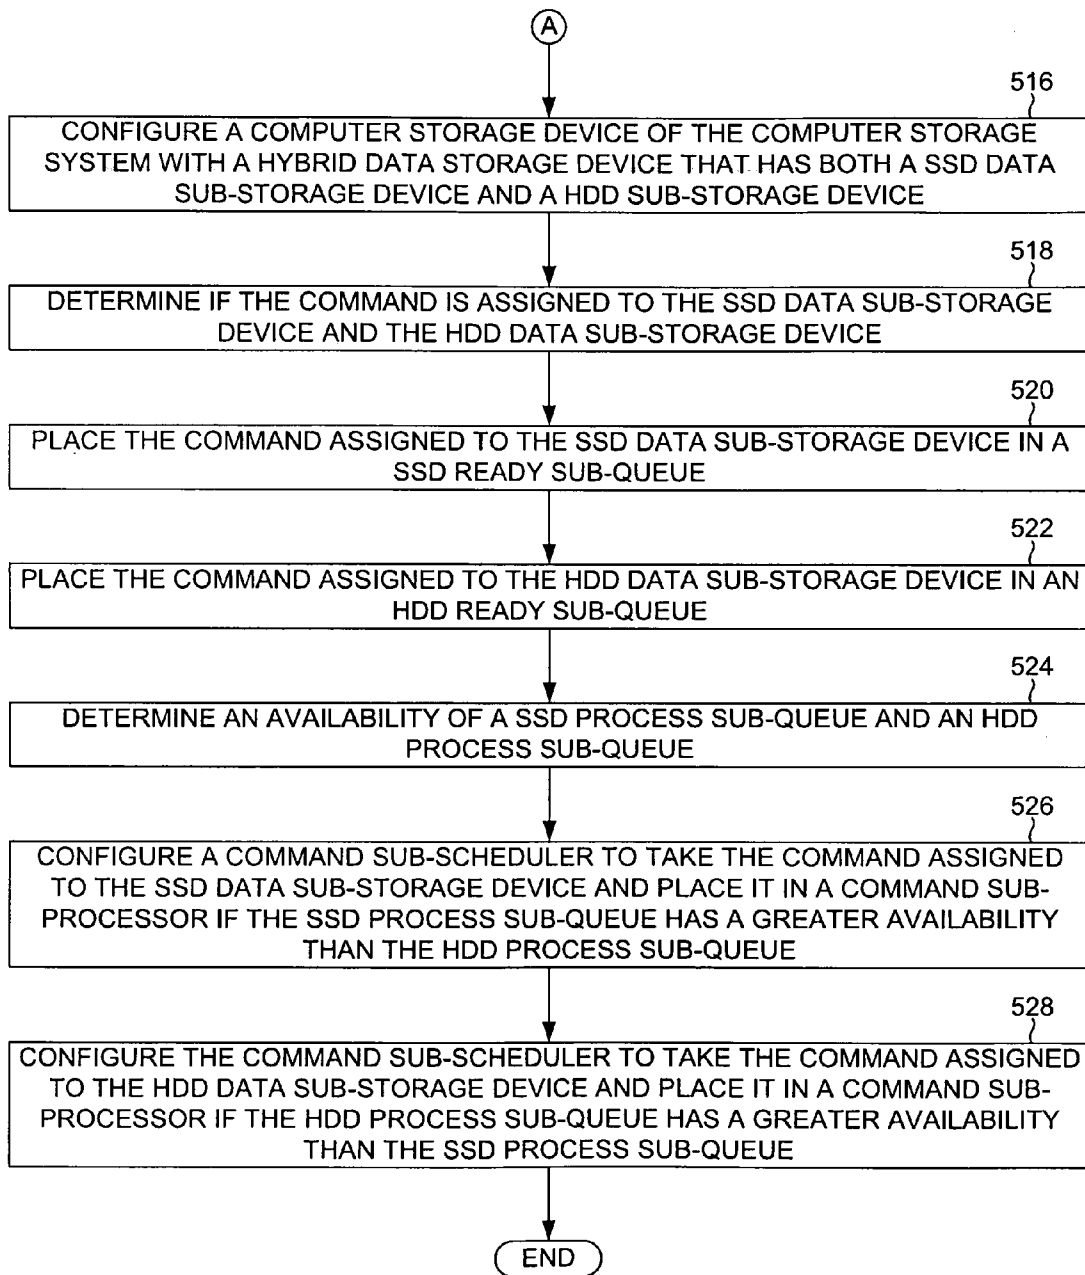 A
516
CONFIGURE A COMPUTER STORAGE DEVICE OF THE COMPUTER STORAGE
SYSTEM WITH A HYBRID DATA STORAGE DEVICE THAT HAS BOTH A SSD DATA
SUB-STORAGE DEVICE AND A HDD SUB-STORAGE DEVICE
518
DETERMINE IF THE COMMAND IS ASSIGNED TO THE SSD DATA SUB-STORAGE
DEVICE AND THE HDD DATA SUB-STORAGE DEVICE
520
PLACE THE COMMAND ASSIGNED TO THE SSD DATA SUB-STORAGE DEVICE IN A
SSD READY SUB-QUEUE
522
PLACE THE COMMAND ASSIGNED TO THE HDD DATA SUB-STORAGE DEVICE IN AN
HDD READY SUB-QUEUE
524
DETERMINE AN AVAILABILITY OF A SSD PROCESS SUB-QUEUE AND AN HDD
PROCESS SUB-QUEUE
526
CONFIGURE A COMMAND SUB-SCHEDULER TO TAKE THE COMMAND ASSIGNED
TO THE SSD DATA SUB-STORAGE DEVICE AND PLACE IT IN A COMMAND SUB-
PROCESSOR IF THE SSD PROCESS SUB-QUEUE HAS A GREATER AVAILABILITY
THAN THE HDD PROCESS SUB-QUEUE
528
CONFIGURE THE COMMAND SUB-SCHEDULER TO TAKE THE COMMAND ASSIGNED
TO THE HDD DATA SUB-STORAGE DEVICE AND PLACE IT IN A COMMAND SUB-
PROCESSOR IF THE HDD PROCESS SUB-QUEUE HAS A GREATER AVAILABILITY
THAN THE SSD PROCESS SUB-QUEUE
END